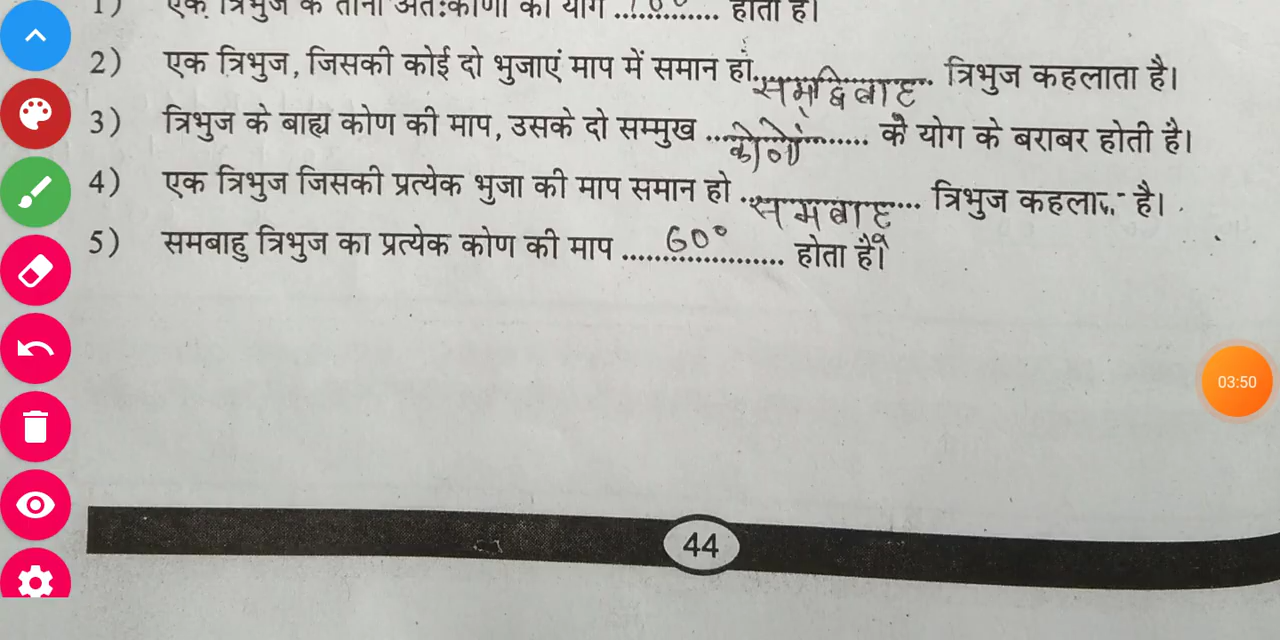 1) एक त्रिभुज के तीनों अंतःकोणों का योग .............. होता है।
2) एक त्रिभुज, जिसकी कोई दो भुजाएं माप में समान हों समद्विबाहु त्रिभुज कहलाता है।
3) त्रिभुज के बाह्य कोण की माप, उसके दो सम्मुख कोणों के योग के बराबर होती है।
4) एक त्रिभुज जिसकी प्रत्येक भुजा की माप समान हो समबाहु त्रिभुज कहलाता है।
5) समबाहु त्रिभुज का प्रत्येक कोण की माप 60° होता है।
03:50
44